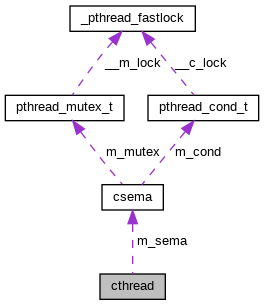 _pthread_fastlock
__m_lock
__c_lock
pthread_mutex_t
pthread_cond_t
m_mutex
m_cond
csema
m_sema
cthread